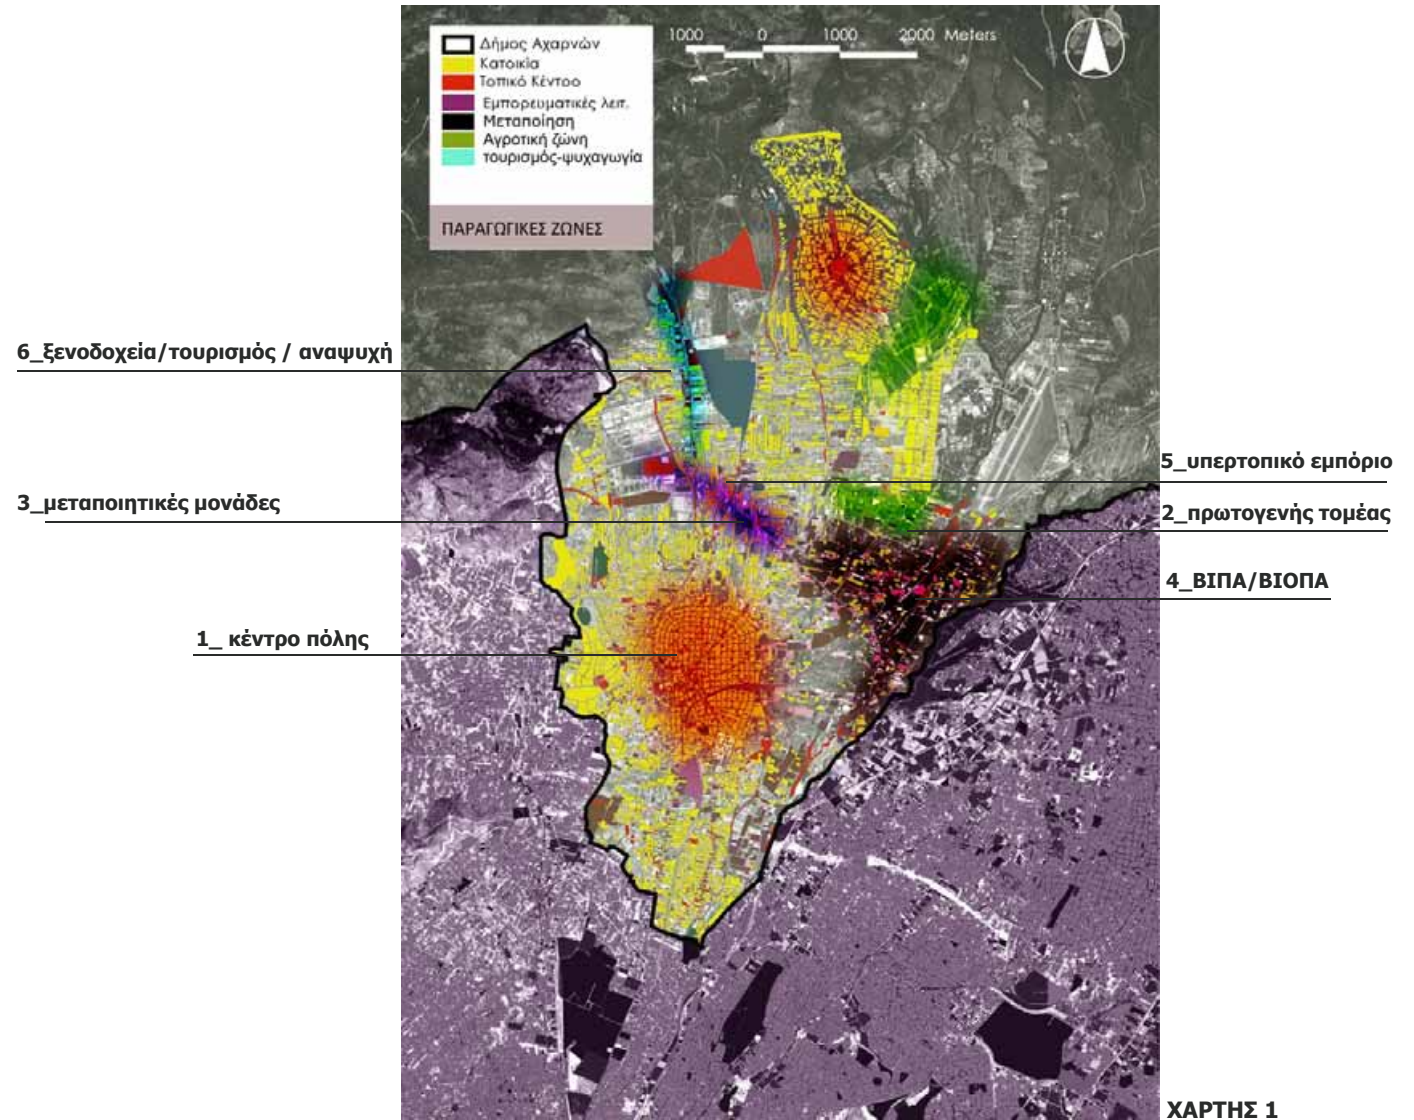 1000 0 1000 2000 Meters
Δήμος Αχαρνών
Κατοικία
Τοπικό Κέντρο
Εμπορευματικές λειτ.
Μεταποίηση
Αγροτική ζώνη
τουρισμός-ψυχαγωγία
ΠΑΡΑΓΩΓΙΚΕΣ ΖΩΝΕΣ
6_ξενοδοχεία/τουρισμός / αναψυχή
5_υπερτοπικό εμπόριο
3_μεταποιητικές μονάδες
2_πρωτογενής τομέας
4_ΒΙΠΑ/ΒΙΟΠΑ
1_ κέντρο πόλης
ΧΑΡΤΗΣ 1